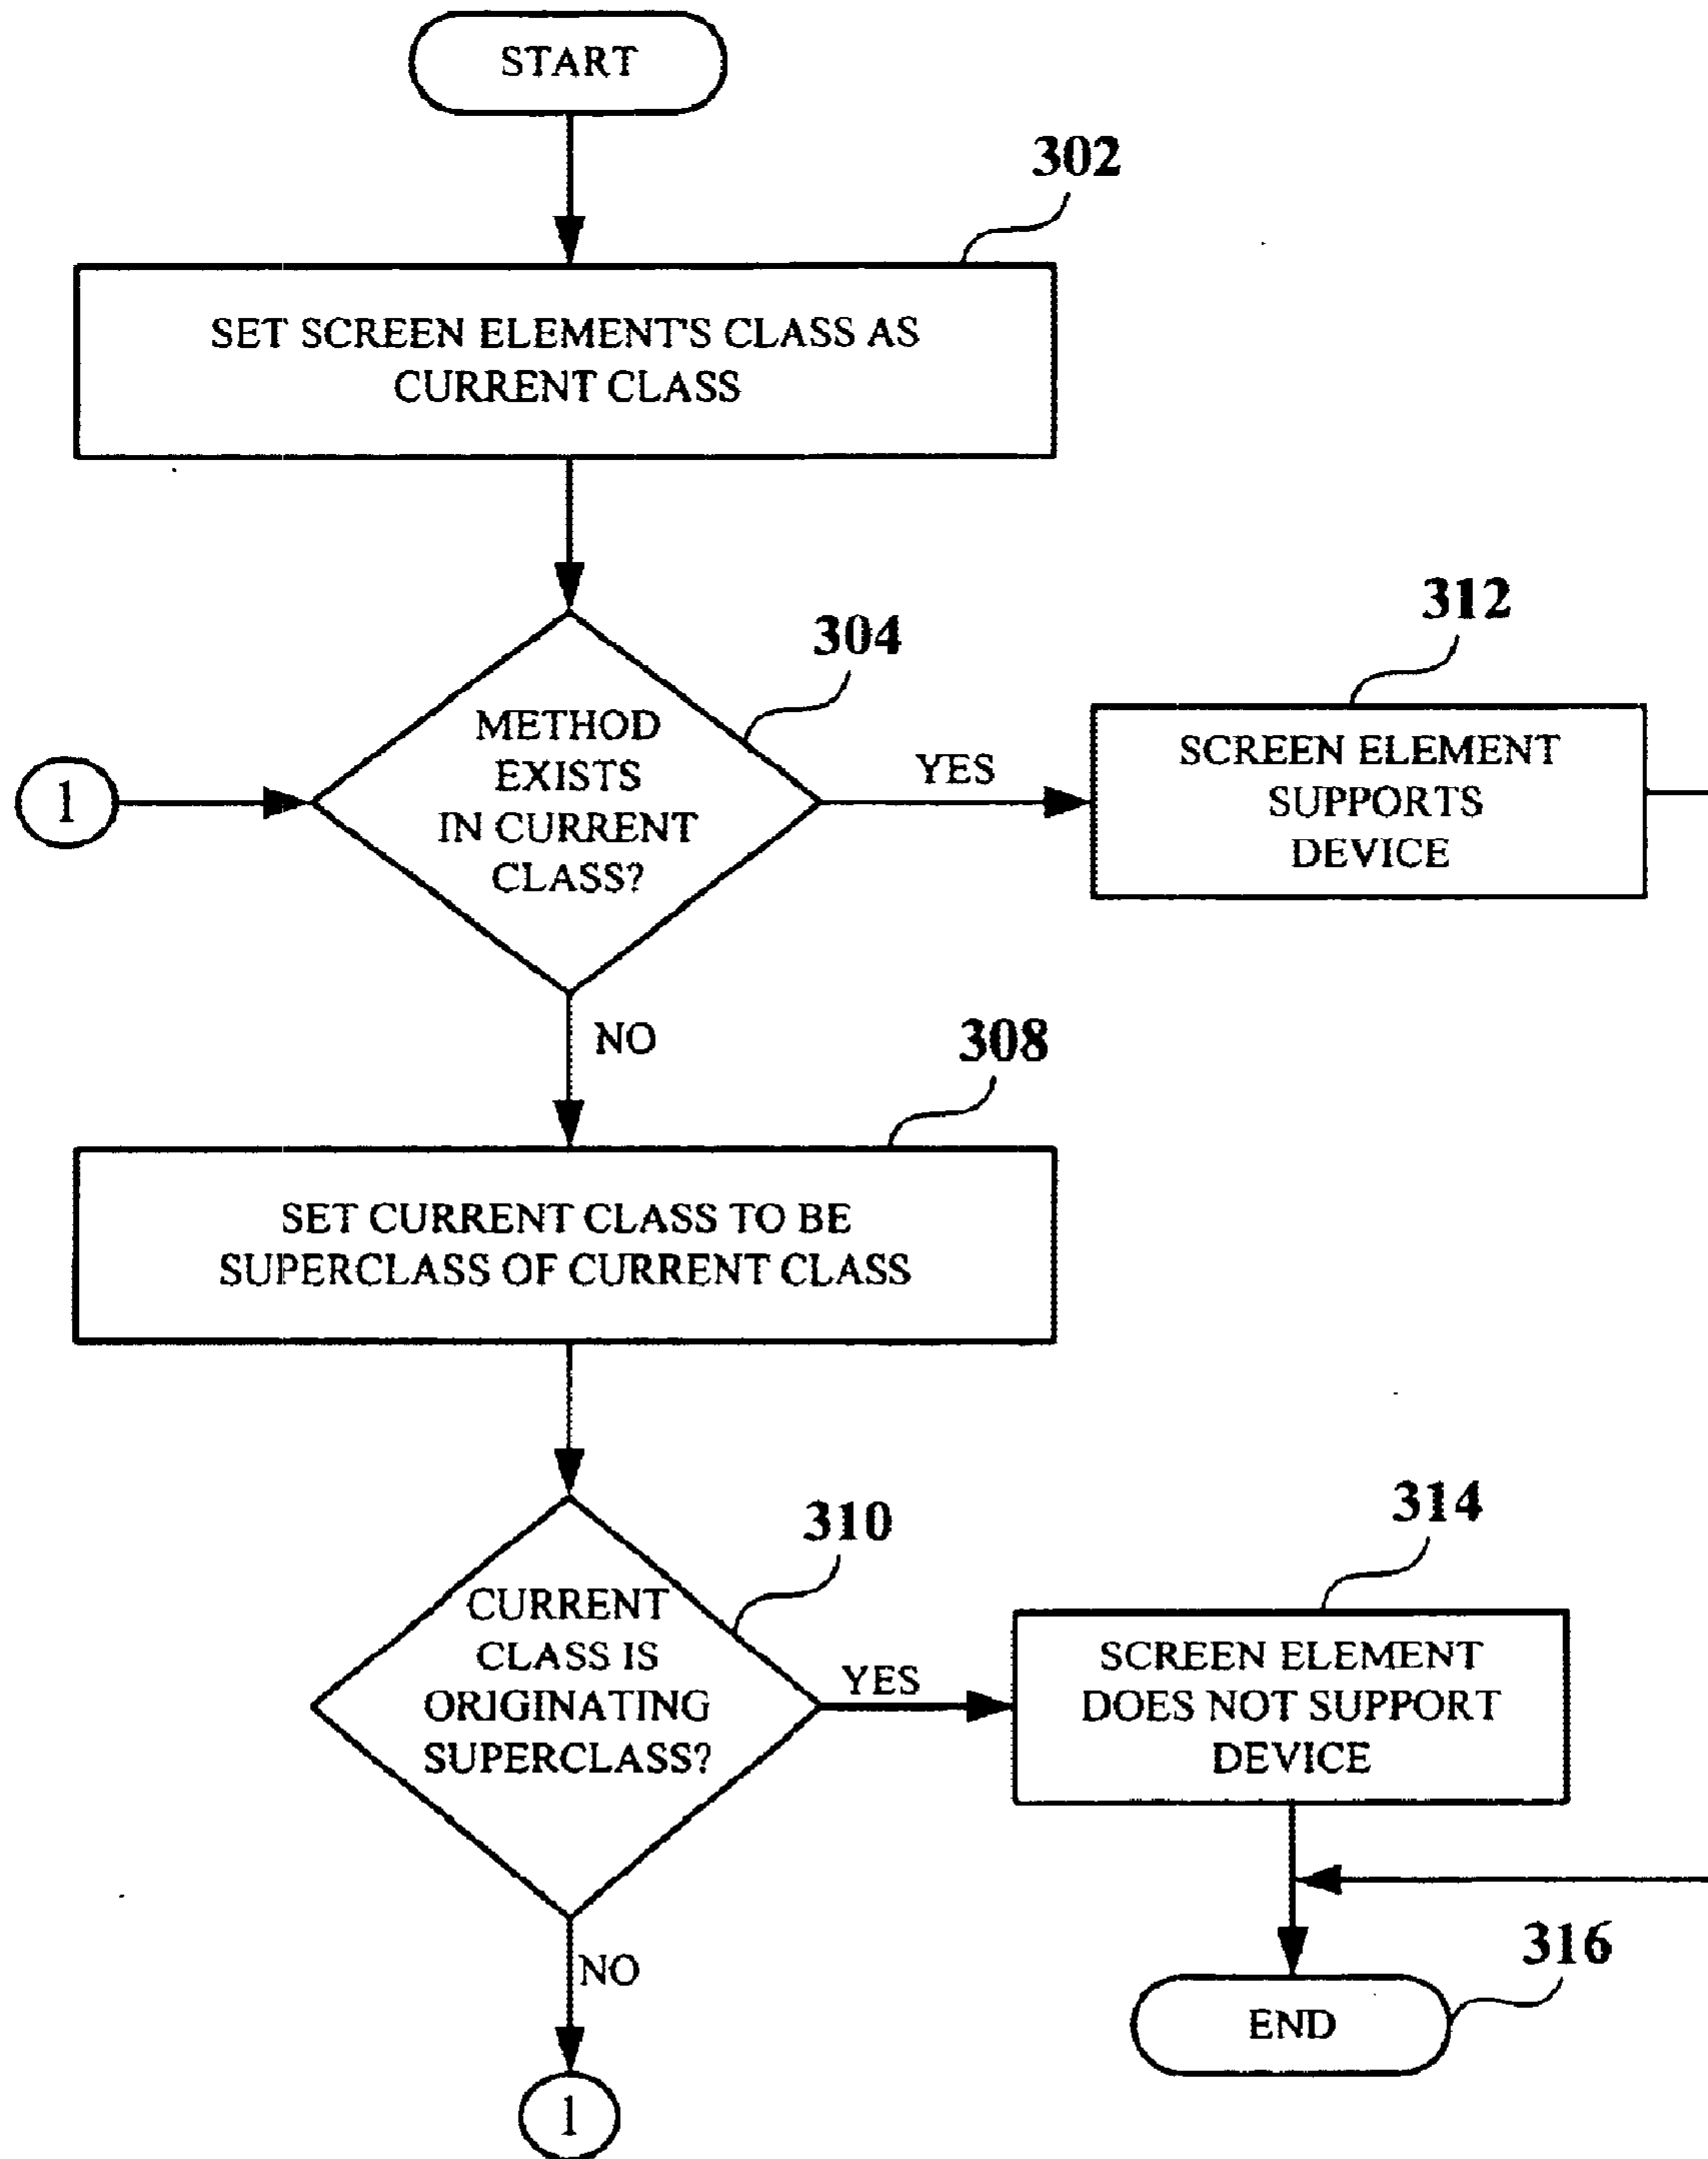 START
302
SET SCREEN ELEMENT'S CLASS AS
CURRENT CLASS
304
METHOD
EXISTS
IN CURRENT
CLASS?
1
YES
312
SCREEN ELEMENT
SUPPORTS
DEVICE
NO
308
SET CURRENT CLASS TO BE
SUPERCLASS OF CURRENT CLASS
310
CURRENT
CLASS IS
ORIGINATING
SUPERCLASS?
YES
314
SCREEN ELEMENT
DOES NOT SUPPORT
DEVICE
NO
316
END
1